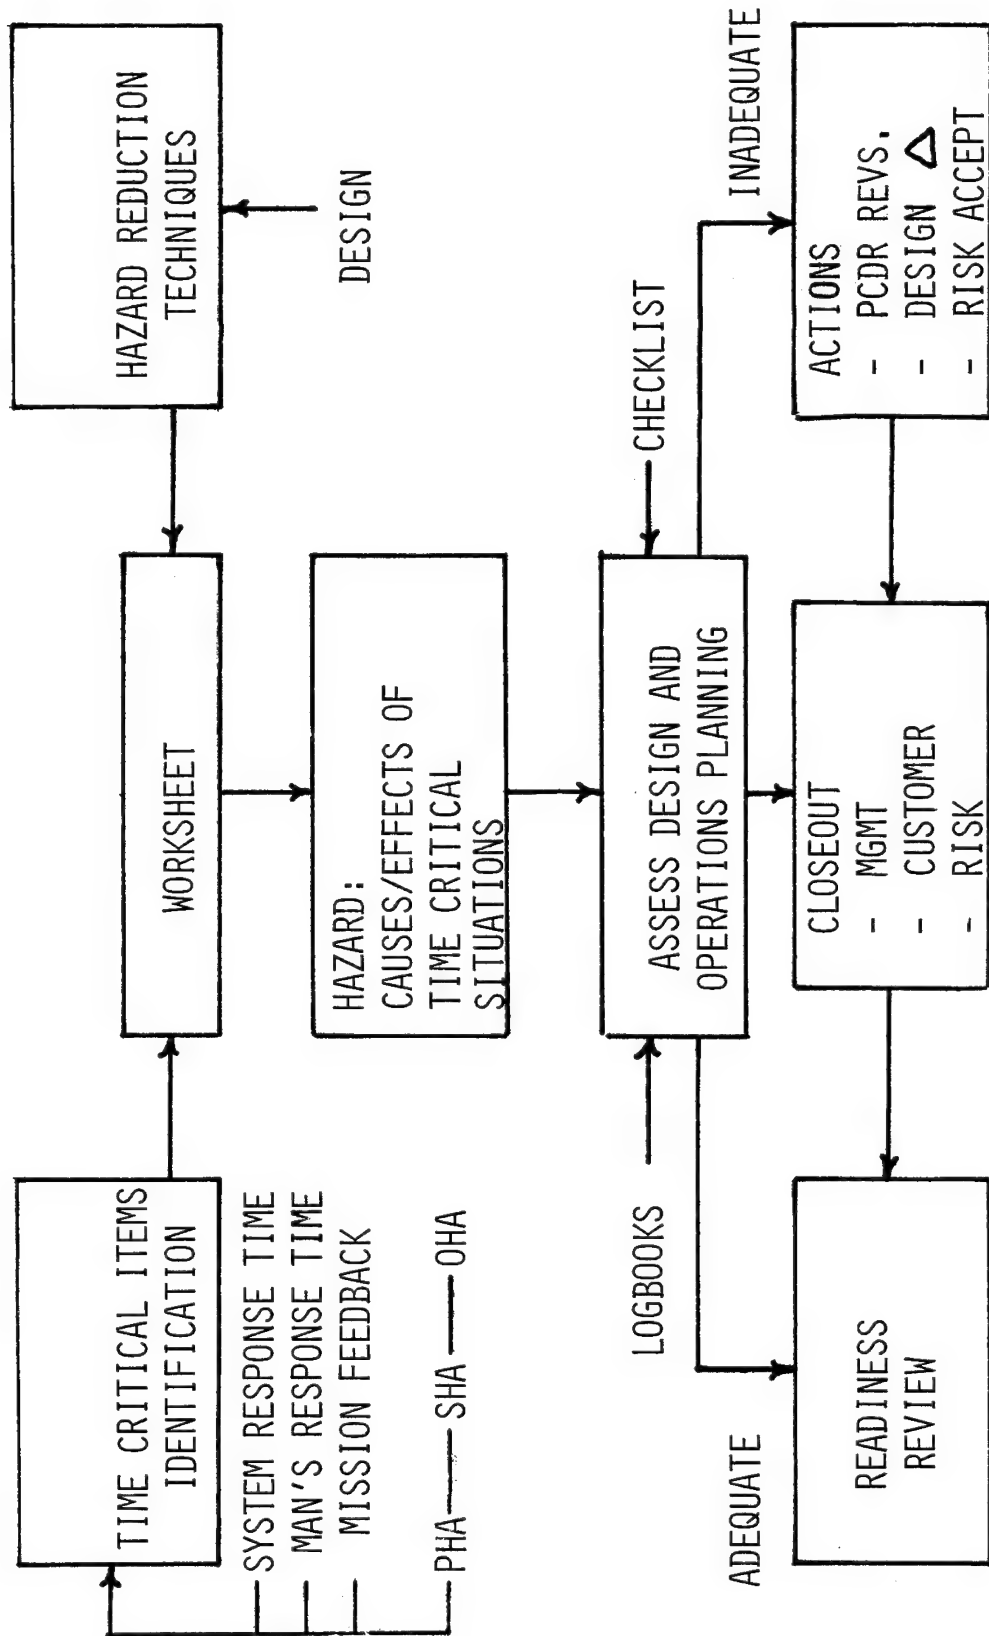 TIME CRITICAL ITEMS
IDENTIFICATION
SYSTEM RESPONSE TIME
MAN'S RESPONSE TIME
MISSION FEEDBACK
PHA — SHA — OHA
WORKSHEET
HAZARD REDUCTION
TECHNIQUES
DESIGN
HAZARD:
CAUSES/EFFECTS OF
TIME CRITICAL
SITUATIONS
LOGBOOKS
CHECKLIST
ASSESS DESIGN AND
OPERATIONS PLANNING
ADEQUATE
INADEQUATE
READINESS
REVIEW
CLOSEOUT
- MGMT
- CUSTOMER
- RISK
ACTIONS
- PCDR REVS.
- DESIGN △
- RISK ACCEPT